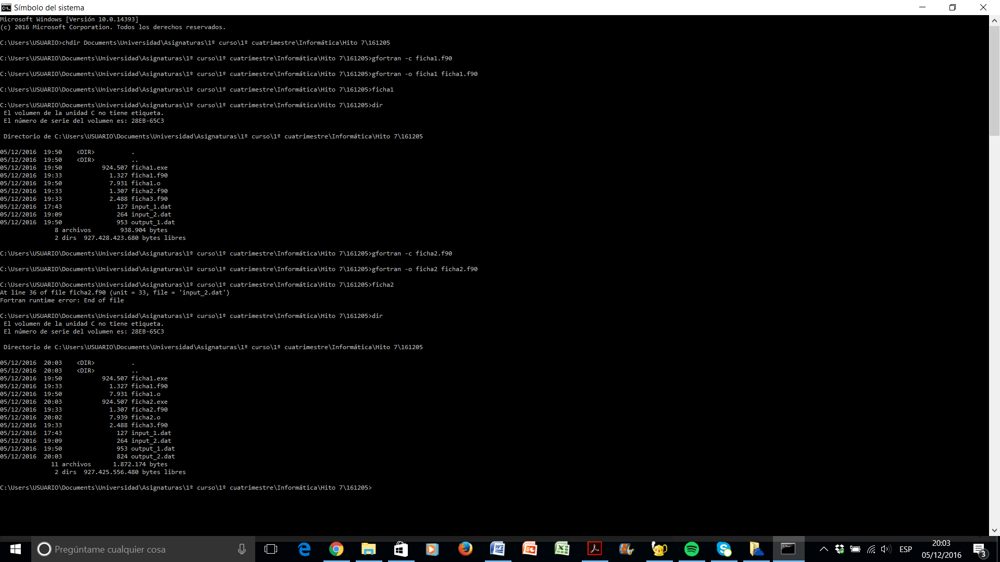 Símbolo del sistema
Microsoft Windows [Versión 10.0.14393]
(c) 2016 Microsoft Corporation. Todos los derechos reservados.
C:\Users\USUARIO>chdir Documents\Universidad\Asignaturas\1º curso\1º cuatrimestre\Informática\Hito 7\161205
C:\Users\USUARIO\Documents\Universidad\Asignaturas\1º curso\1º cuatrimestre\Informática\Hito 7\161205>gfortran -c ficha1.f90
C:\Users\USUARIO\Documents\Universidad\Asignaturas\1º curso\1º cuatrimestre\Informática\Hito 7\161205>gfortran -o ficha1 ficha1.f90
C:\Users\USUARIO\Documents\Universidad\Asignaturas\1º curso\1º cuatrimestre\Informática\Hito 7\161205>ficha1
C:\Users\USUARIO\Documents\Universidad\Asignaturas\1º curso\1º cuatrimestre\Informática\Hito 7\161205>dir
El volumen de la unidad C no tiene etiqueta.
El número de serie del volumen es: 28EB-65C3
Directorio de C:\Users\USUARIO\Documents\Universidad\Asignaturas\1º curso\1º cuatrimestre\Informática\Hito 7\161205
05/12/2016  19:50    <DIR>          .
05/12/2016  19:50    <DIR>          ..
05/12/2016  19:50           924.507 ficha1.exe
05/12/2016  19:33             1.327 ficha1.f90
05/12/2016  19:50             7.931 ficha1.o
05/12/2016  19:33             1.307 ficha2.f90
05/12/2016  19:33             2.488 ficha3.f90
05/12/2016  17:43               127 input_1.dat
05/12/2016  19:09               264 input_2.dat
05/12/2016  19:50               953 output_1.dat
8 archivos        938.904 bytes
2 dirs  927.428.423.680 bytes libres
C:\Users\USUARIO\Documents\Universidad\Asignaturas\1º curso\1º cuatrimestre\Informática\Hito 7\161205>gfortran -c ficha2.f90
C:\Users\USUARIO\Documents\Universidad\Asignaturas\1º curso\1º cuatrimestre\Informática\Hito 7\161205>gfortran -o ficha2 ficha2.f90
C:\Users\USUARIO\Documents\Universidad\Asignaturas\1º curso\1º cuatrimestre\Informática\Hito 7\161205>ficha2
At line 36 of file ficha2.f90 (unit = 33, file = 'input_2.dat')
Fortran runtime error: End of file
C:\Users\USUARIO\Documents\Universidad\Asignaturas\1º curso\1º cuatrimestre\Informática\Hito 7\161205>dir
El volumen de la unidad C no tiene etiqueta.
El número de serie del volumen es: 28EB-65C3
Directorio de C:\Users\USUARIO\Documents\Universidad\Asignaturas\1º curso\1º cuatrimestre\Informática\Hito 7\161205
05/12/2016  20:03    <DIR>          .
05/12/2016  20:03    <DIR>          ..
05/12/2016  19:50           924.507 ficha1.exe
05/12/2016  19:33             1.327 ficha1.f90
05/12/2016  19:50             7.931 ficha1.o
05/12/2016  20:03           924.507 ficha2.exe
05/12/2016  19:33             1.307 ficha2.f90
05/12/2016  20:02             7.939 ficha2.o
05/12/2016  19:33             2.488 ficha3.f90
05/12/2016  17:43               127 input_1.dat
05/12/2016  19:09               264 input_2.dat
05/12/2016  19:50               953 output_1.dat
05/12/2016  20:03               824 output_2.dat
11 archivos      1.872.174 bytes
2 dirs  927.425.556.480 bytes libres
C:\Users\USUARIO\Documents\Universidad\Asignaturas\1º curso\1º cuatrimestre\Informática\Hito 7\161205>
Pregúntame cualquier cosa
ESP
20:03
05/12/2016
3